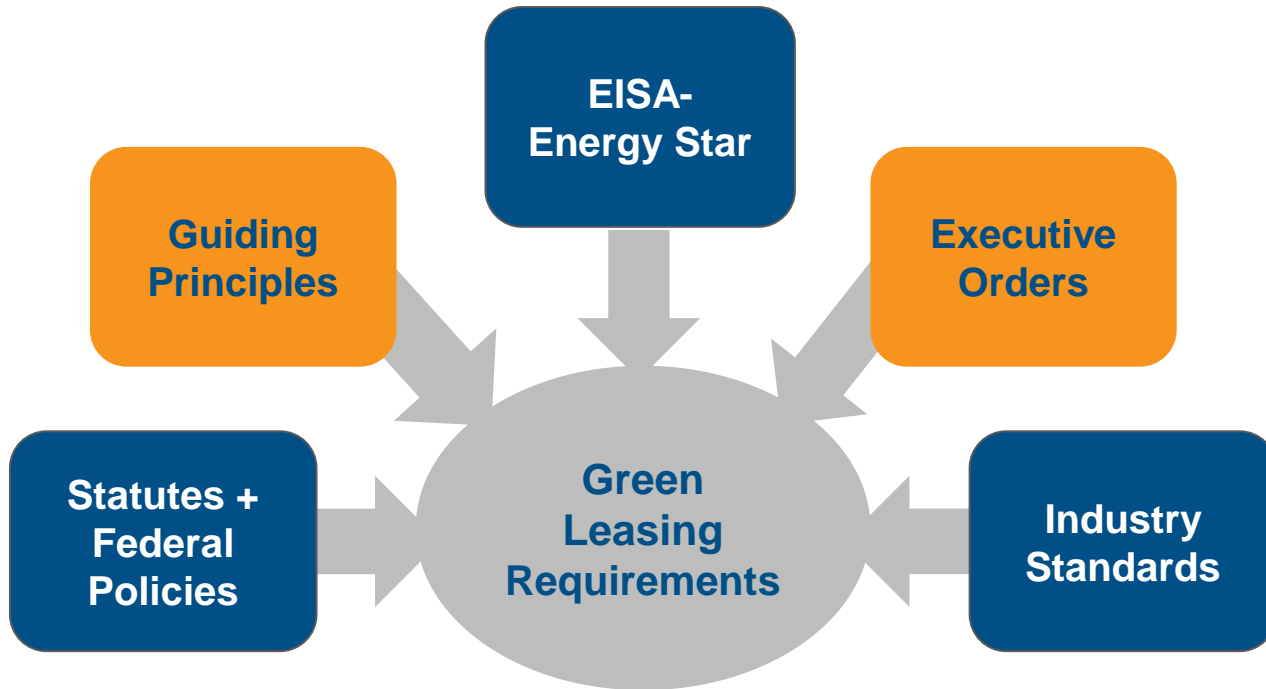 EISA-
Energy Star
Guiding
Principles
Executive
Orders
Statutes +
Federal
Policies
Green
Leasing
Requirements
Industry
Standards